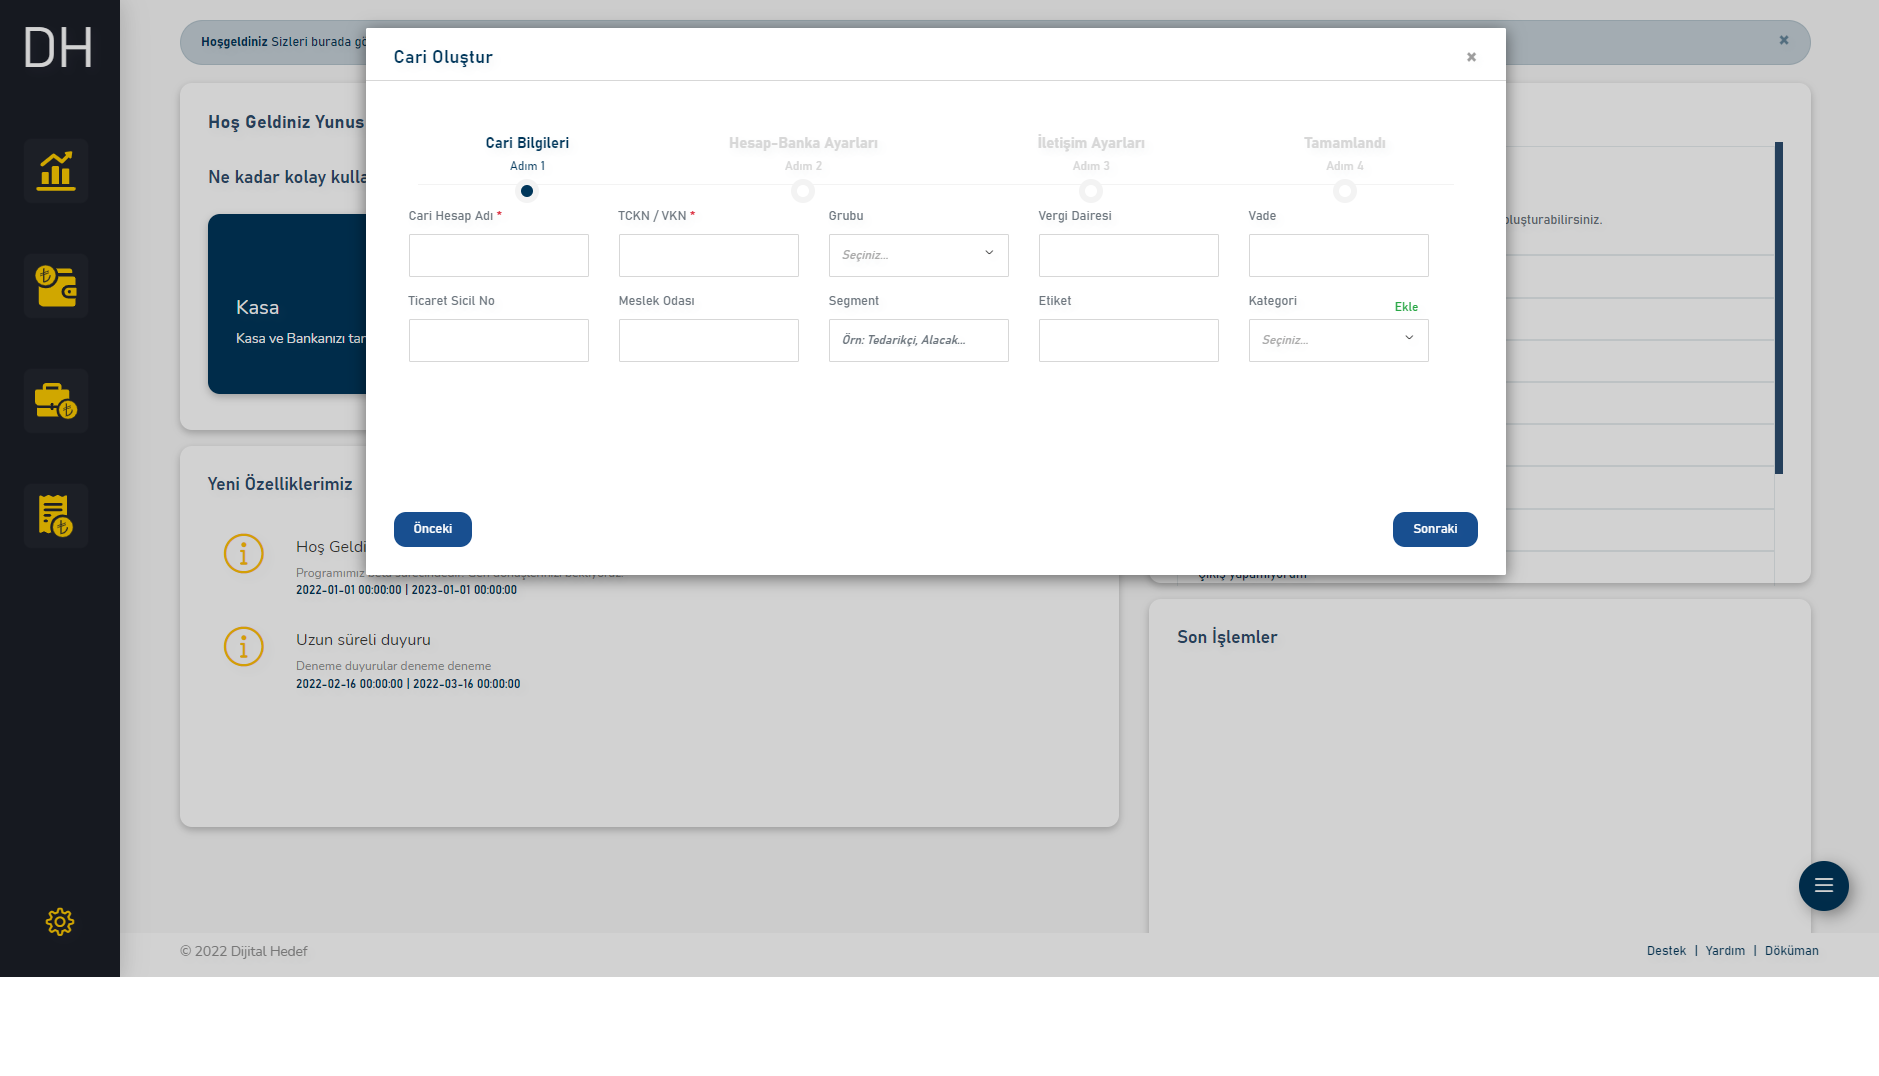 DH
Hoşgeldiniz Sizleri burada gö
Cari Oluştur
Hoş Geldiniz Yunus
Ne kadar kolay kulla
Kasa
Kasa ve Bankanızı tar
Cari Bilgileri
Adım 1
Hesap-Banka Ayarları
Adım 2
İletişim Ayarları
Adım 3
Tamamlandı
Adım 4
Cari Hesap Adı *
TCKN / VKN *
Grubu
Vergi Dairesi
Vade
Seçiniz...
Ticaret Sicil No
Meslek Odası
Segment
Etiket
Kategori
Ekle
Örn: Tedarikçi, Alacak...
Seçiniz...
Önceki
Sonraki
oluşturabilirsiniz.
Yeni Özelliklerimiz
Hoş Geldi
2022-01-01 00:00:00 | 2023-01-01 00:00:00
Uzun süreli duyuru
Deneme duyurular deneme deneme
2022-02-16 00:00:00 | 2022-03-16 00:00:00
Çıkış yapamıyorum
Son İşlemler
© 2022 Dijital Hedef
Destek | Yardım | Döküman